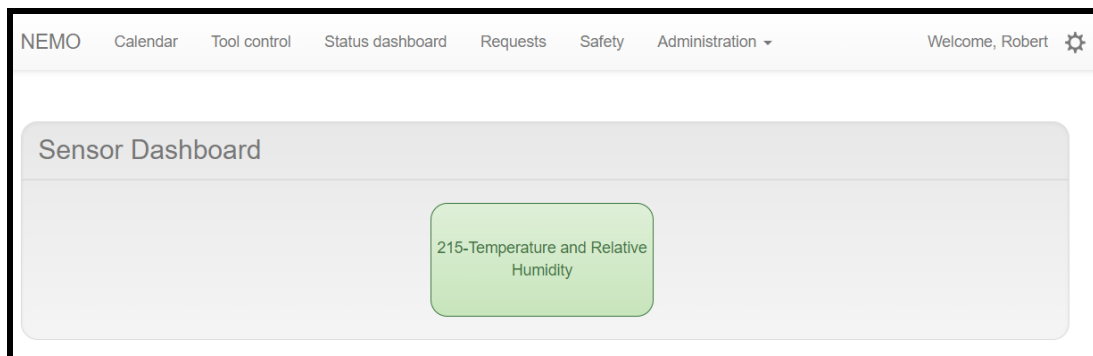 NEMO Calendar Tool control Status dashboard Requests Safety Administration Welcome, Robert
Sensor Dashboard
215-Temperature and Relative
Humidity